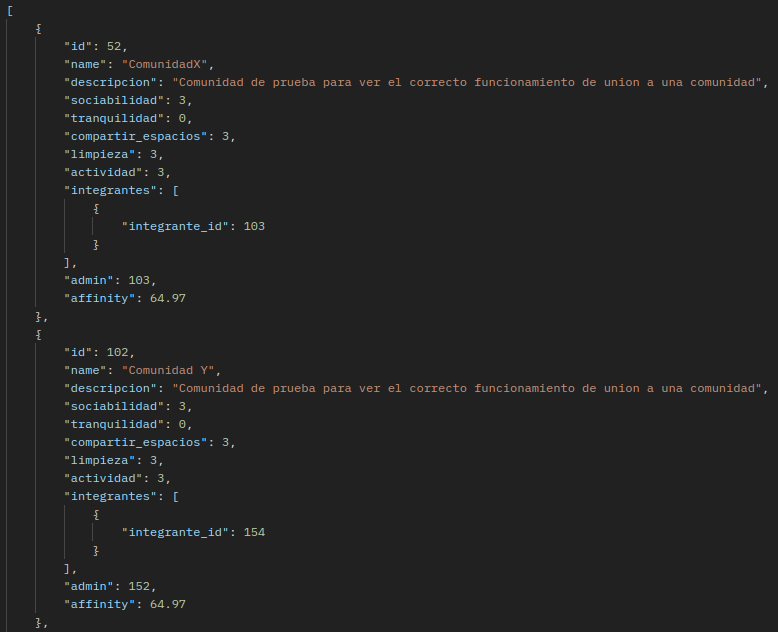 [
{
"id": 52,
"name": "ComunidadX",
"descripcion": "Comunidad de prueba para ver el correcto funcionamiento de union a una comunidad",
"sociabilidad": 3,
"tranquilidad": 0,
"compartir_espacios": 3,
"limpieza": 3,
"actividad": 3,
"integrantes": [
{
"integrante_id": 103
}
],
"admin": 103,
"affinity": 64.97
},
{
"id": 102,
"name": "Comunidad Y",
"descripcion": "Comunidad de prueba para ver el correcto funcionamiento de union a una comunidad",
"sociabilidad": 3,
"tranquilidad": 0,
"compartir_espacios": 3,
"limpieza": 3,
"actividad": 3,
"integrantes": [
{
"integrante_id": 154
}
],
"admin": 152,
"affinity": 64.97
},